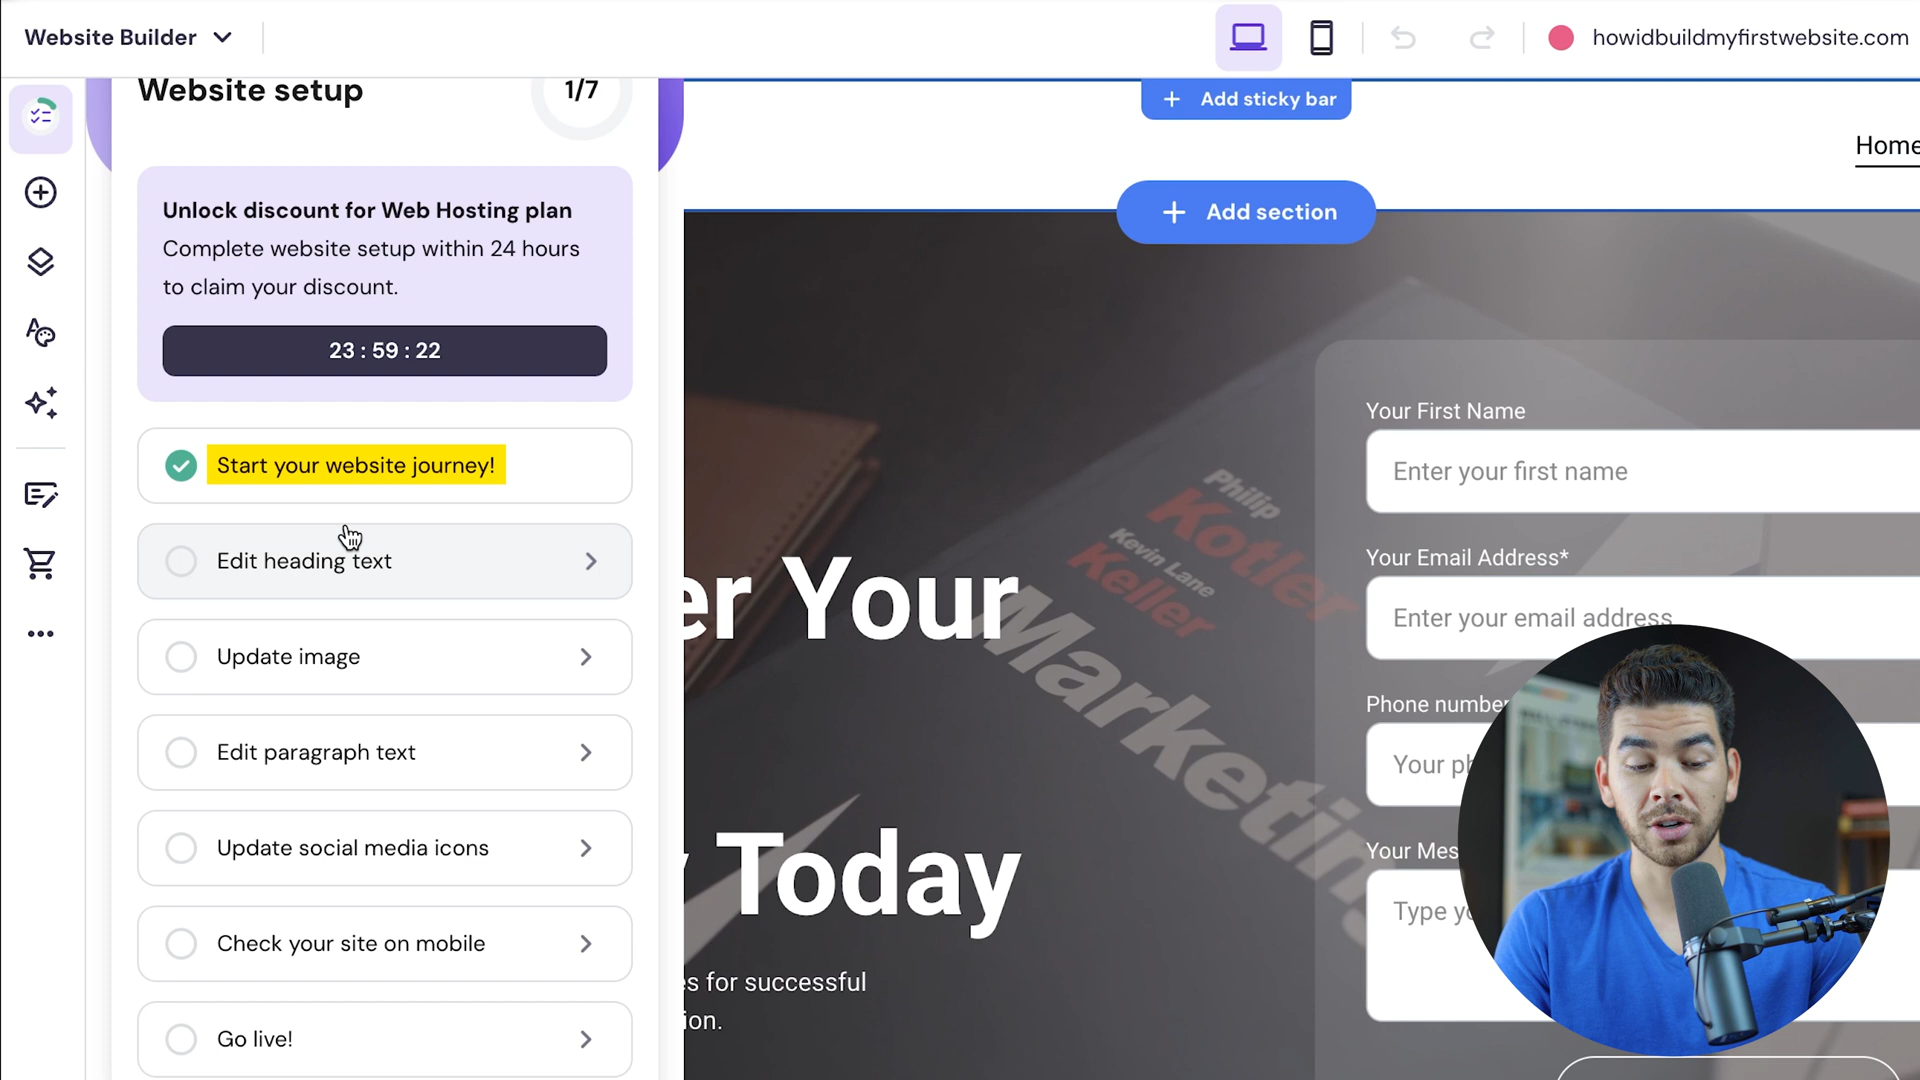 Website Builder
howidbuildmyfirstwebsite.com
Website setup
1/7
Unlock discount for Web Hosting plan
Complete website setup within 24 hours
to claim your discount.
23 : 59 : 22
Start your website journey!
Edit heading text
Update image
Edit paragraph text
Update social media icons
Check your site on mobile
Go live!
Add sticky bar
Home
Add section
er Your
Today
s for successful
ion.
Philip
Kotler
Kevin Lane
Keller
Marketing
Your First Name
Enter your first name
Your Email Address*
Enter your email address
Phone number
Your ph
Your Mes
Type yo